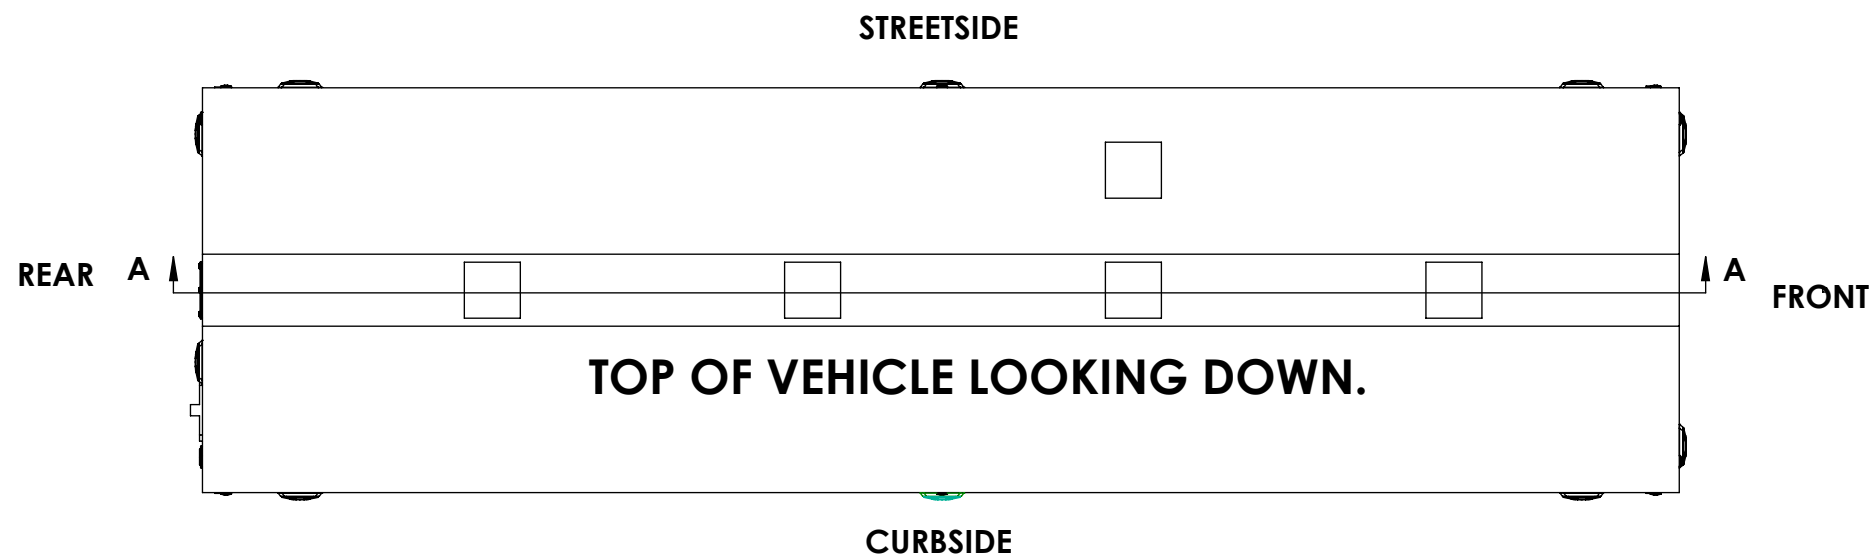 STREETSIDE
REAR A
A
FRONT
TOP OF VEHICLE LOOKING DOWN.
CURBSIDE